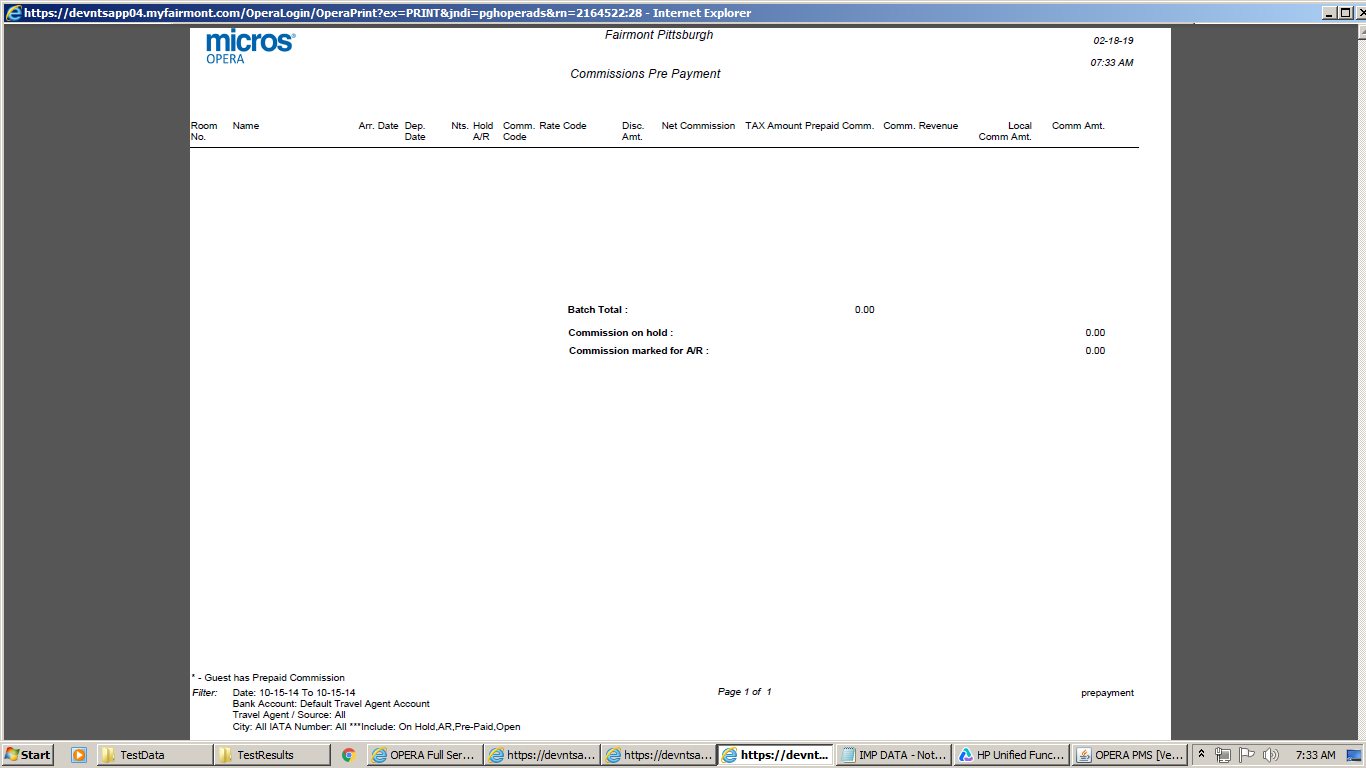 https://devntsapp04.myfairmont.com/OperaLogin/OperaPrint?ex=PRINT&jndi=pghoperads&rn=2164522:28 - Internet Explorer
micros®
OPERA
Fairmont Pittsburgh
02-18-19
07:33 AM
Commissions Pre Payment
Room Name Arr. Date Dep. Nts. Hold Comm. Rate Code Disc. Net Commission TAX Amount Prepaid Comm. Comm. Revenue Local Comm Amt.
No. Date A/R Code Amt. Comm Amt.
Batch Total : 0.00
Commission on hold : 0.00
Commission marked for A/R : 0.00
* - Guest has Prepaid Commission
Filter: Date: 10-15-14 To 10-15-14 Page 1 of 1 prepayment
Bank Account: Default Travel Agent Account
Travel Agent / Source: All
City: All IATA Number: All ***Include: On Hold,AR,Pre-Paid,Open
Start TestData TestResults OPERA Full Ser... https://devntsa... https://devntsa... https://devnt... IMP DATA - Not... HP Unified Func... OPERA PMS [Ve... 7:33 AM